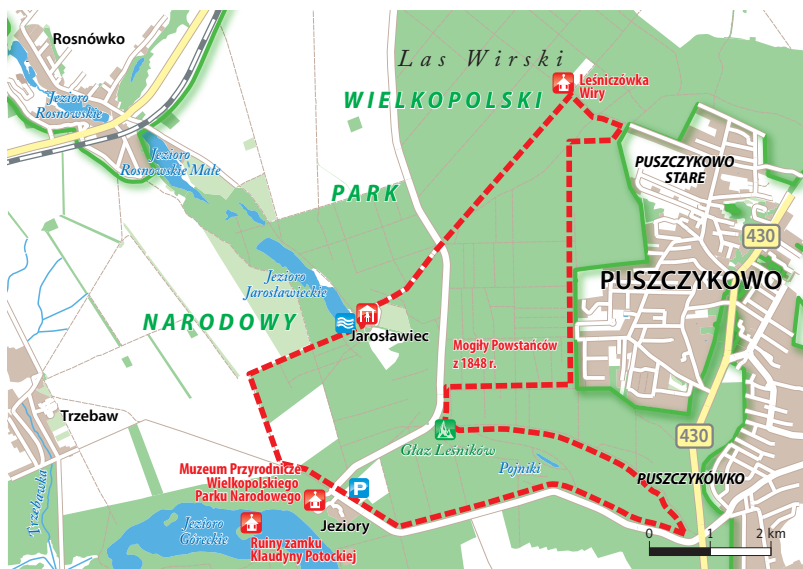 Rosnówko
Las Wirski
Leśniczówka
Wiry
Jezioro
Rosnowskie
WIELKOPOLSKI
Jezioro
Rosnowskie Małe
PUSZCZYKOWO
STARE
PARK
430
PUSZCZYKOWO
Jezioro
Jarosławieckie
NARODOWY
Jarosławiec
Mogiły Powstańców
z 1848 r.
Trzebaw
430
Głaz Leśników
Muzeum Przyrodnicze
Wielkopolskiego
Parku Narodowego
Pojniki
PUSZCZYKÓWKO
P
Trzebawka
Jeziory
Jezioro
Góreckie
Ruiny zamku
Klaudyny Potockiej
0 1 2 km